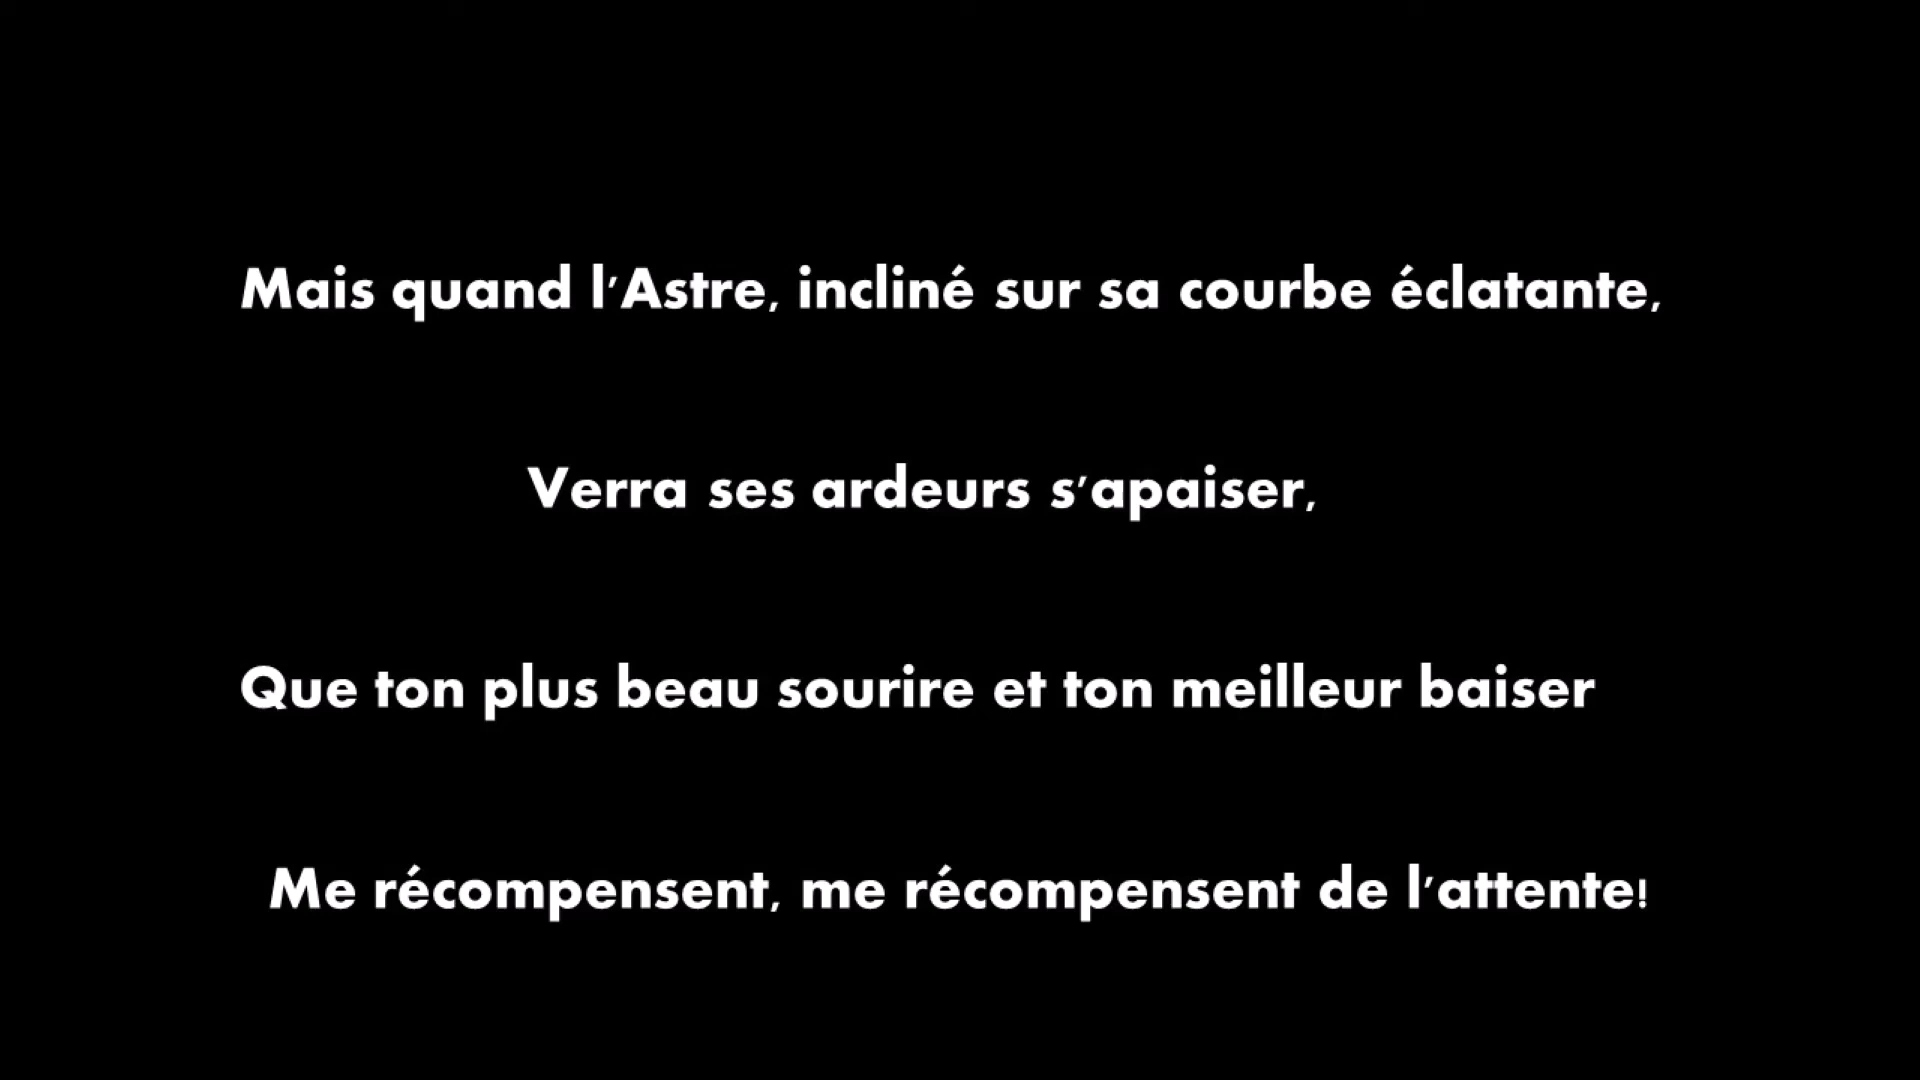 Mais quand l'Astre, incliné sur sa courbe éclatante,
Verra ses ardeurs s'apaiser,
Que ton plus beau sourire et ton meilleur baiser
Me récompensent, me récompensent de l'attente!